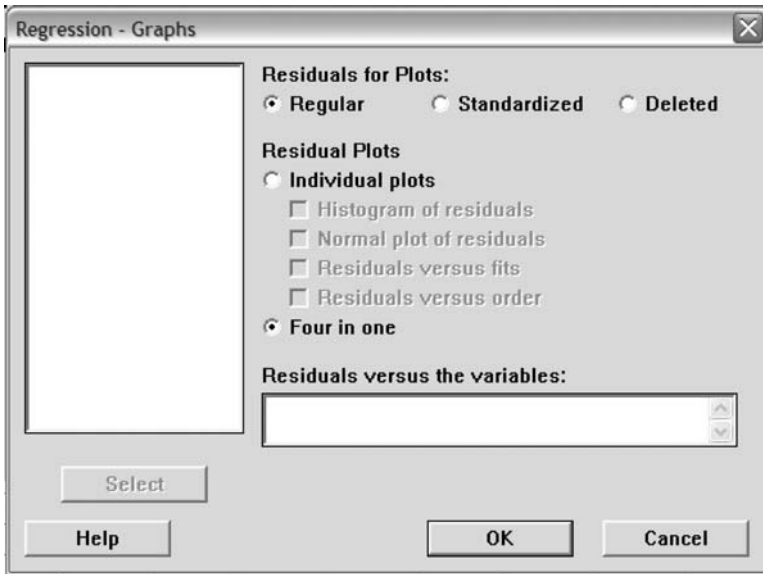 Regression - Graphs
Residuals for Plots:
Regular Standardized Deleted
Residual Plots
Individual plots
Histogram of residuals
Normal plot of residuals
Residuals versus fits
Residuals versus order
Four in one
Residuals versus the variables:
Select
Help OK Cancel